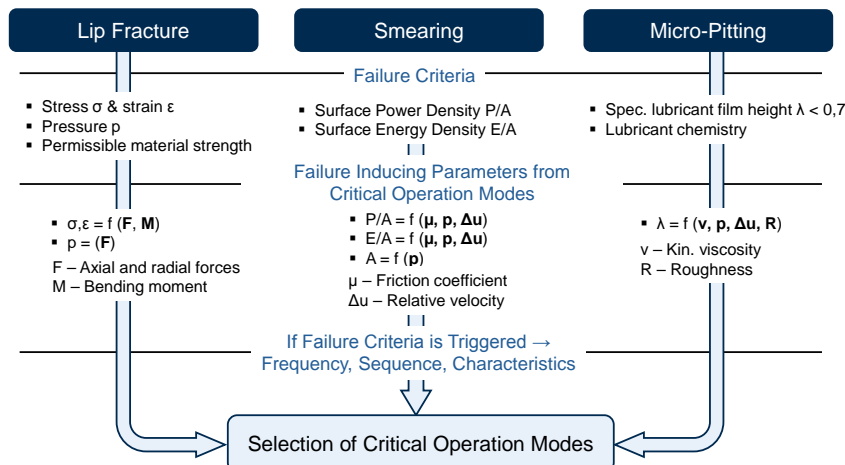 Lip Fracture
Smearing
Micro-Pitting
Failure Criteria
▪ Stress σ & strain ε
▪ Pressure p
▪ Permissible material strength
▪ Surface Power Density P/A
▪ Surface Energy Density E/A
▪ Spec. lubricant film height λ < 0,7
▪ Lubricant chemistry
Failure Inducing Parameters from
Critical Operation Modes
▪ σ,ε = f (F, M)
▪ p = (F)
F – Axial and radial forces
M – Bending moment
▪ P/A = f (μ, p, Δu)
▪ E/A = f (μ, p, Δu)
▪ A = f (p)
μ – Friction coefficient
Δu – Relative velocity
▪ λ = f (ν, p, Δu, R)
ν – Kin. viscosity
R – Roughness
If Failure Criteria is Triggered →
Frequency, Sequence, Characteristics
Selection of Critical Operation Modes